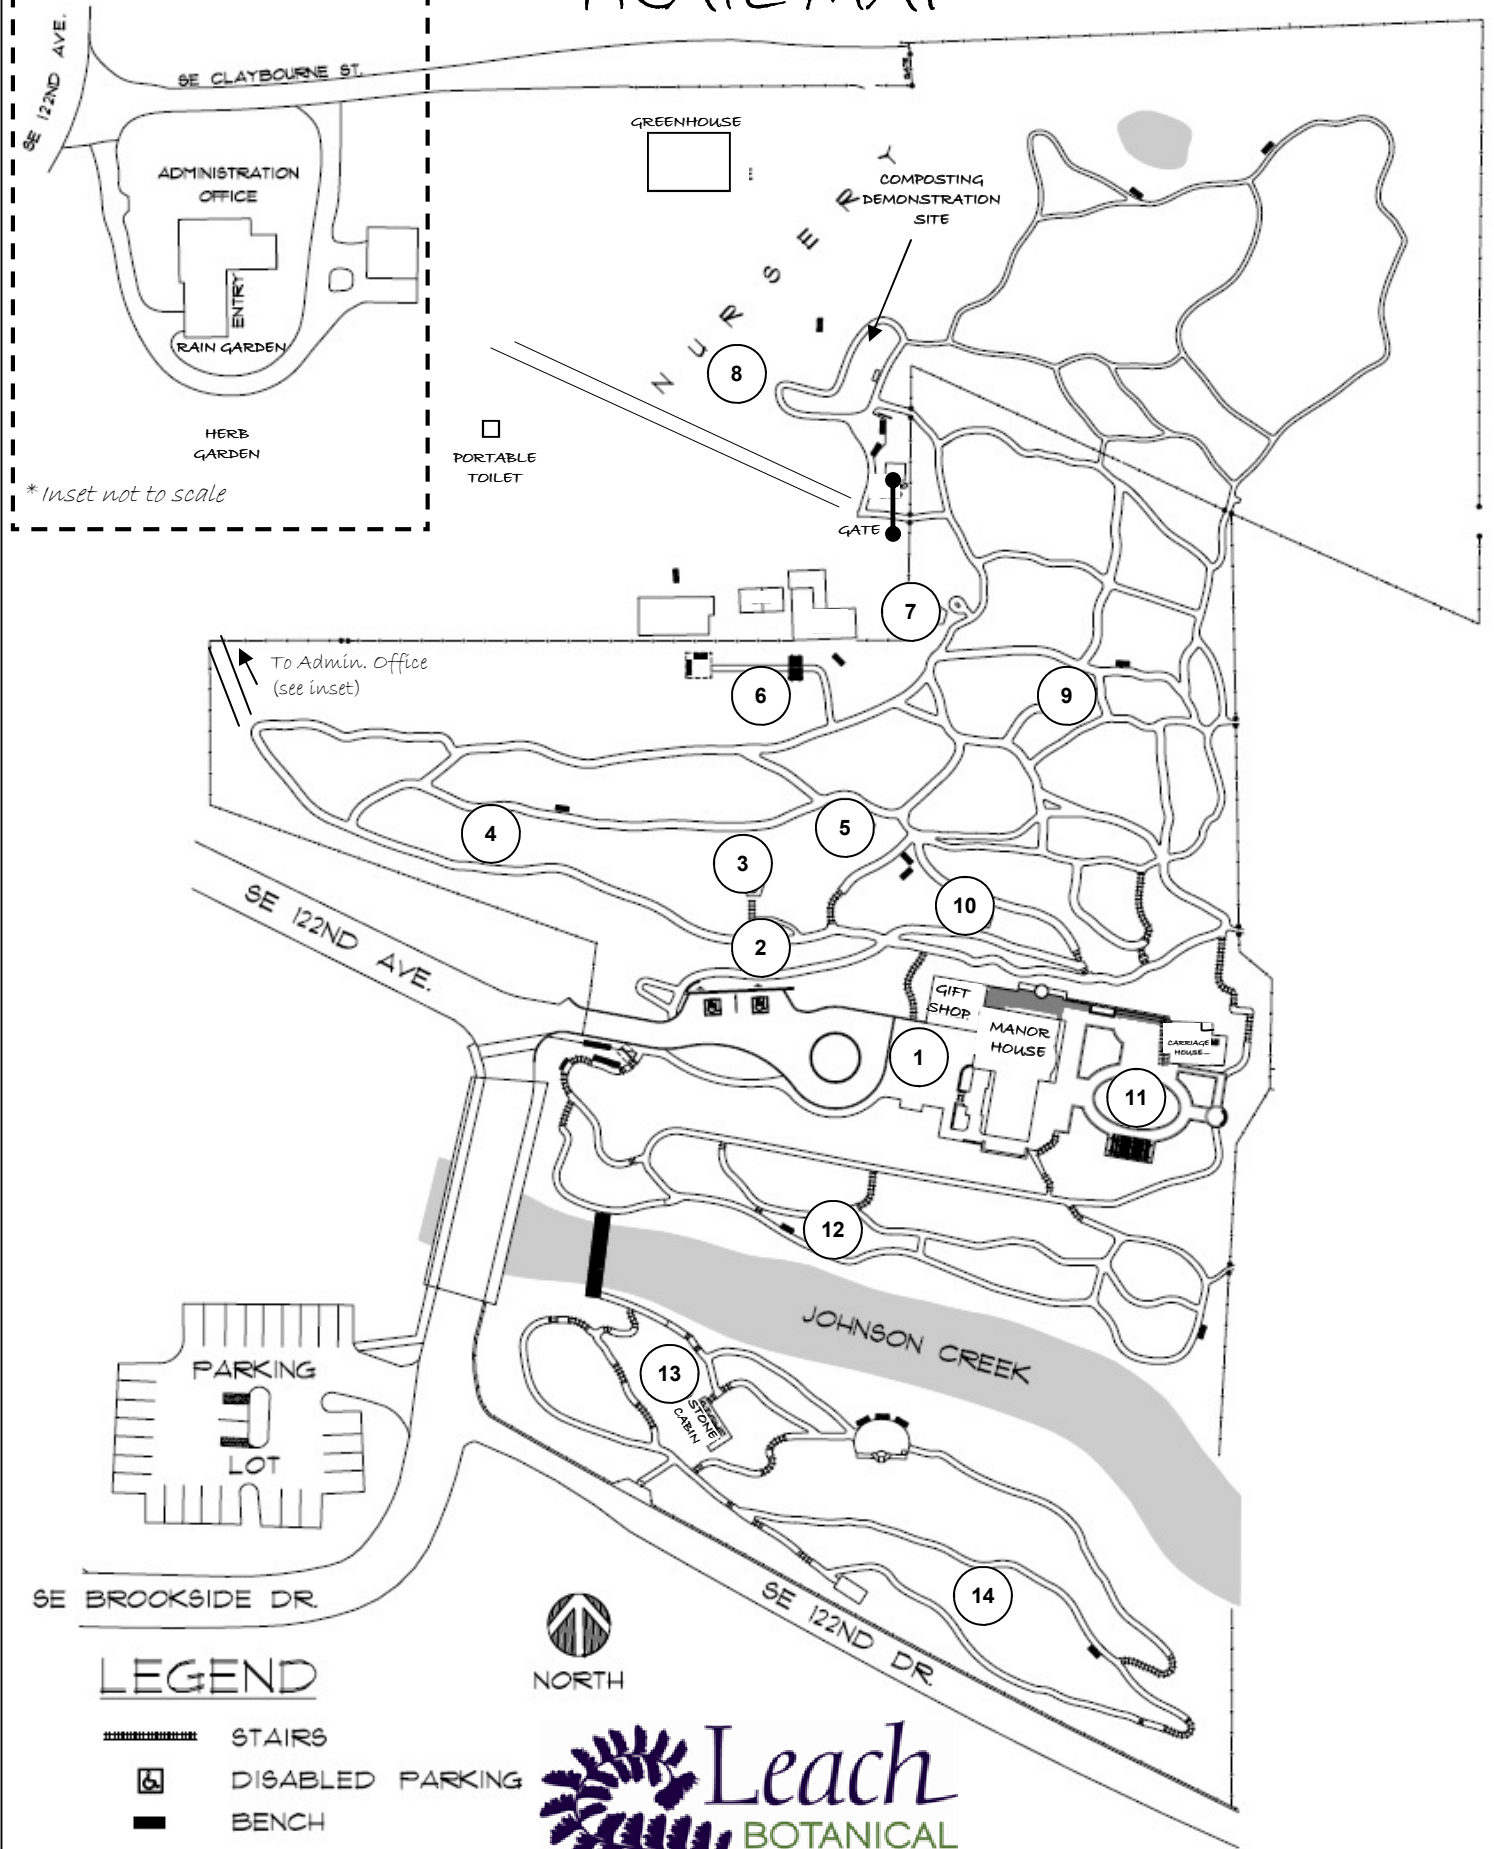 TRAIL MAP
SE 122ND AVE.
SE CLAYBOURNE ST.
GATE
ADMINISTRATION
OFFICE
ENTRY
RAIN GARDEN
HERB
GARDEN
* Inset not to scale
GREENHOUSE
COMPOSTING
DEMONSTRATION
SITE
NURSERY
8
PORTABLE
TOILET
GATE
7
To Admin. Office
(see inset)
6
9
4
5
3
10
2
SE 122ND AVE.
GIFT
SHOP
MANOR
HOUSE
CARRIAGE
HOUSE
1
11
12
JOHNSON CREEK
PARKING
LOT
13
STONE
CABIN
14
SE BROOKSIDE DR.
SE 122ND DR.
NORTH
LEGEND
STAIRS
DISABLED PARKING
BENCH
Leach
BOTANICAL